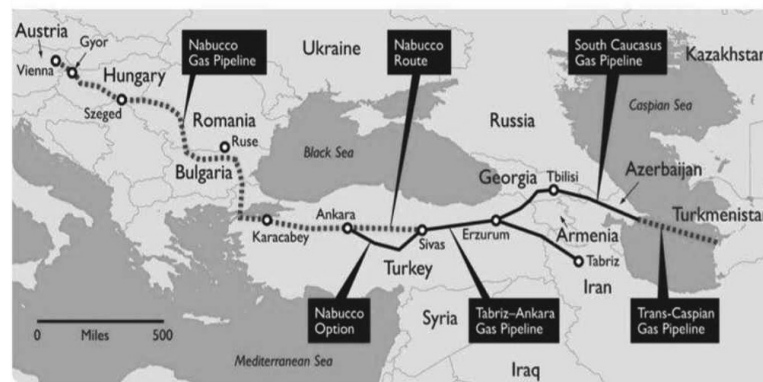 Austria
Gyor
Vienna
Hungary
Szeged
Nabucco
Gas Pipeline
Romania
Ruse
Bulgaria
Ukraine
Nabucco
Route
Black Sea
Russia
South Caucasus
Gas Pipeline
Kazakhstan
Caspian Sea
Georgia
Tbilisi
Azerbaijan
Turkmenistan
Karacabey
Ankara
Sivas
Erzurum
Armenia
Tabriz
Turkey
Iran
Nabucco
Option
Tabriz–Ankara
Gas Pipeline
Trans-Caspian
Gas Pipeline
Syria
Iraq
0
Miles
500
Mediterranean Sea